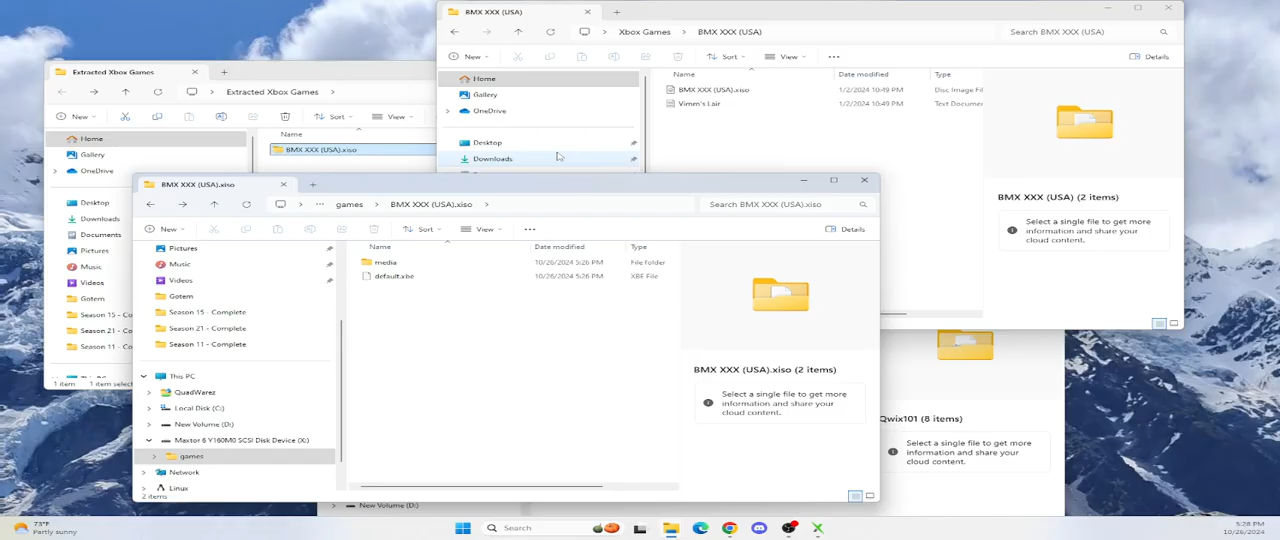 BMX XXX (USA)
Xbox Games > BMX XXX (USA)
Search BMX XXX (USA)
New
Sort
View
Details
Home
Gallery
OneDrive
Desktop
Downloads
Name
Date modified
Type
BMX XXX (USA).xiso
1/2/2024 10:49 PM
Disc Image Fi
Vimm's Lair
1/2/2024 10:49 PM
Text Documen
BMX XXX (USA) (2 items)
Select a single file to get more
information and share your
cloud content.
Extracted Xbox Games
Extracted Xbox Games >
New
Sort
View
Home
Gallery
OneDrive
Desktop
Downloads
Documents
Pictures
Music
Videos
Gotem
Season 15 - Co
Season 21 - Co
Season 11 - Co
1 item
1 item selec
Name
BMX XXX (USA).xiso
BMX XXX (USA).xiso
games > BMX XXX (USA).xiso >
Search BMX XXX (USA).xiso
New
Sort
View
Details
Pictures
Music
Videos
Gotem
Season 15 - Complete
Season 21 - Complete
Season 11 - Complete
This PC
QuadWarez
Local Disk (C:)
New Volume (D:)
Maxtor 6 Y160M0 SCSI Disk Device (X:)
games
Network
Linux
2 items
Name
Date modified
Type
media
10/26/2024 5:26 PM
File folder
default.xbe
10/26/2024 5:26 PM
XBE File
BMX XXX (USA).xiso (2 items)
Select a single file to get more
information and share your
cloud content.
Qwix101 (8 items)
Select a single file to get more
information and share your
cloud content.
New Volume (D:)
73°F
Partly sunny
Search
5:28 PM
10/26/2024